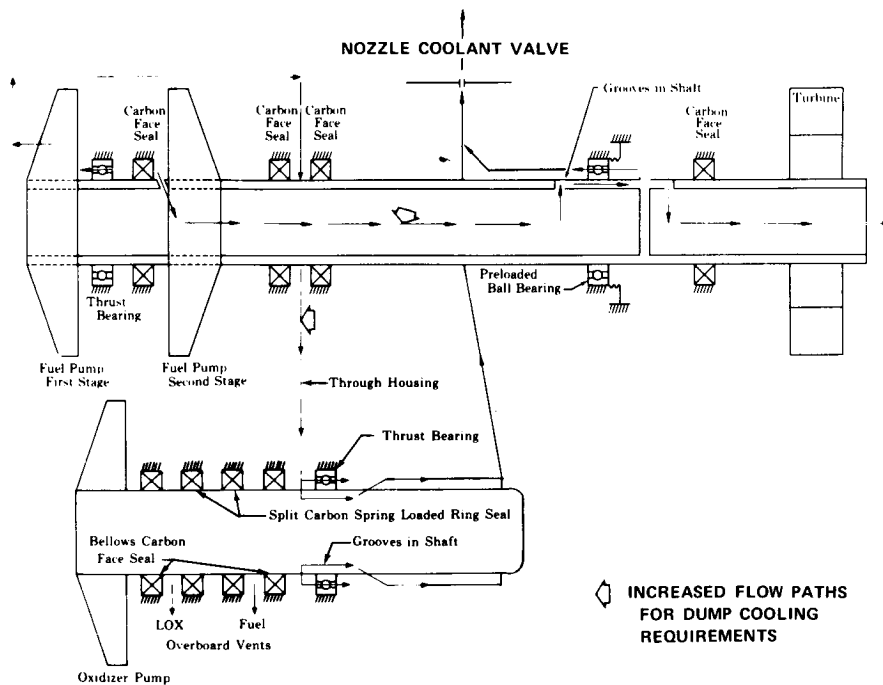 NOZZLE COOLANT VALVE
Grooves in Shaft
Carbon
Face
Seal
Carbon
Face
Seal
Carbon
Face
Seal
Carbon
Face
Seal
Turbine
Thrust
Bearing
Preloaded
Ball Bearing
Fuel Pump
First Stage
Fuel Pump
Second Stage
Through Housing
Thrust Bearing
Split Carbon Spring Loaded Ring Seal
Bellows Carbon
Face Seal
Grooves in Shaft
LOX
Fuel
Overboard Vents
Oxidizer Pump
INCREASED FLOW PATHS
FOR DUMP COOLING
REQUIREMENTS